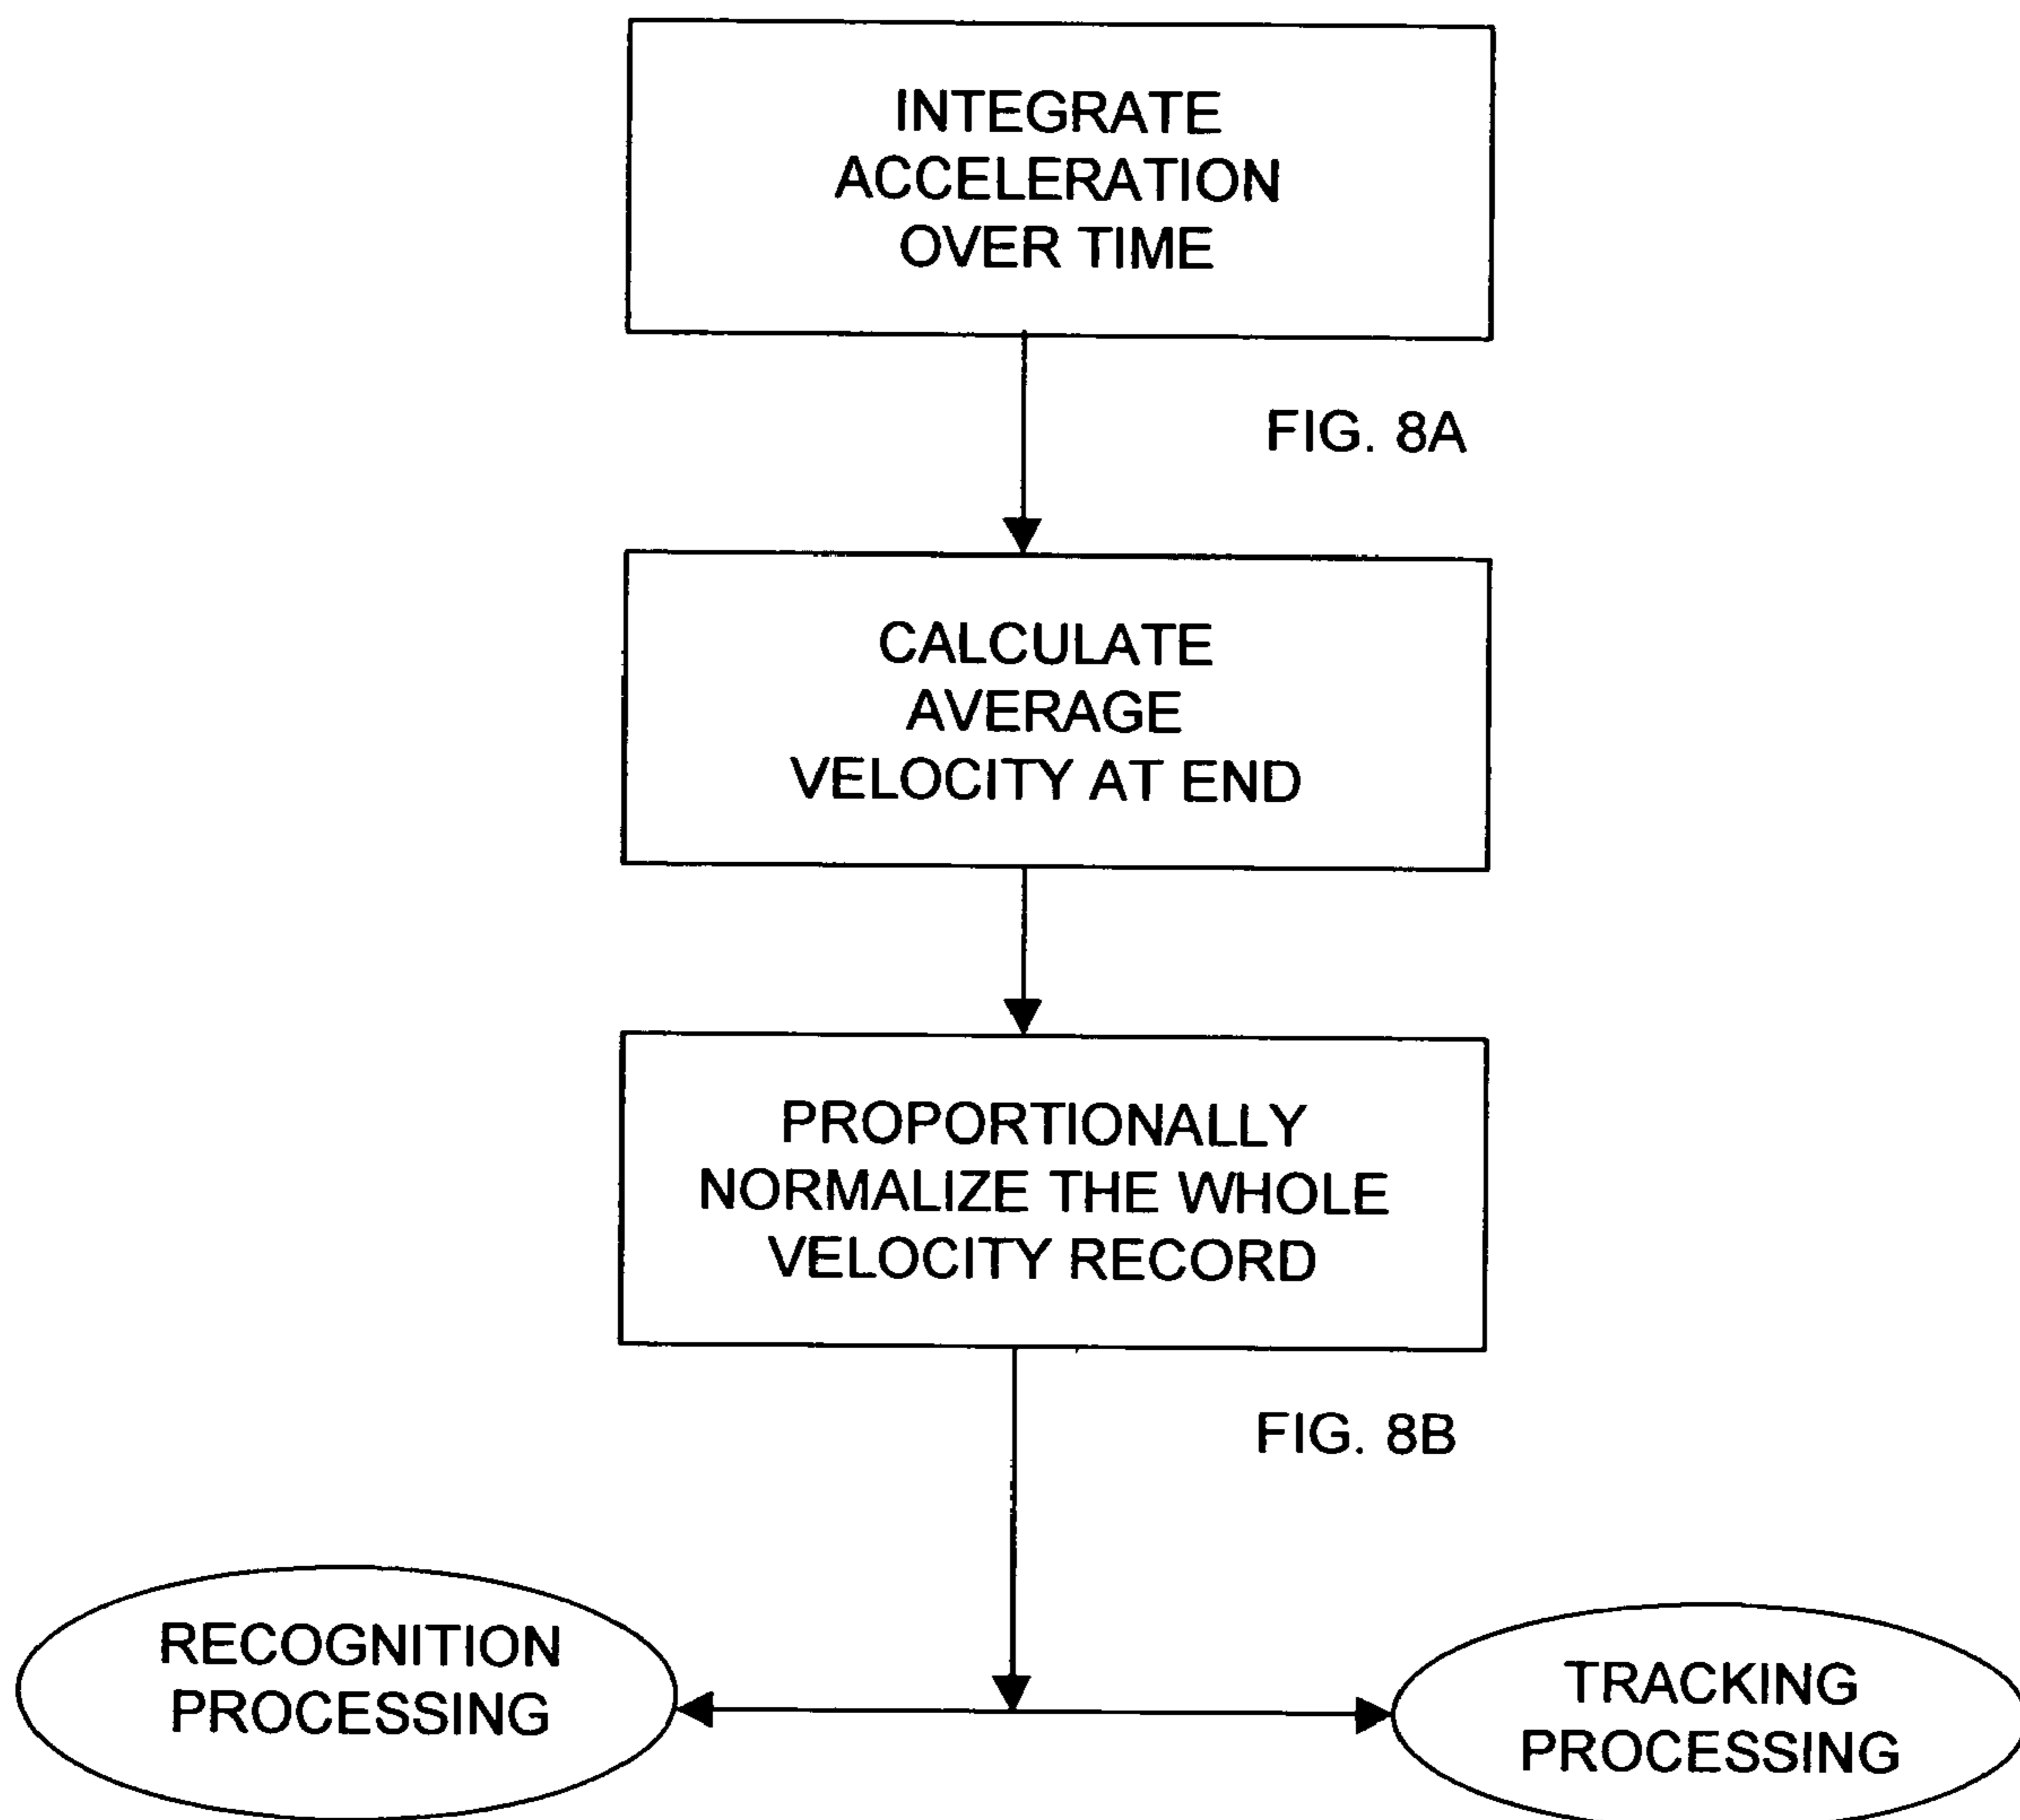 INTEGRATE
ACCELERATION
OVER TIME
FIG. 8A
CALCULATE
AVERAGE
VELOCITY AT END
PROPORTIONALLY
NORMALIZE THE WHOLE
VELOCITY RECORD
FIG. 8B
RECOGNITION
PROCESSING
TRACKING
PROCESSING